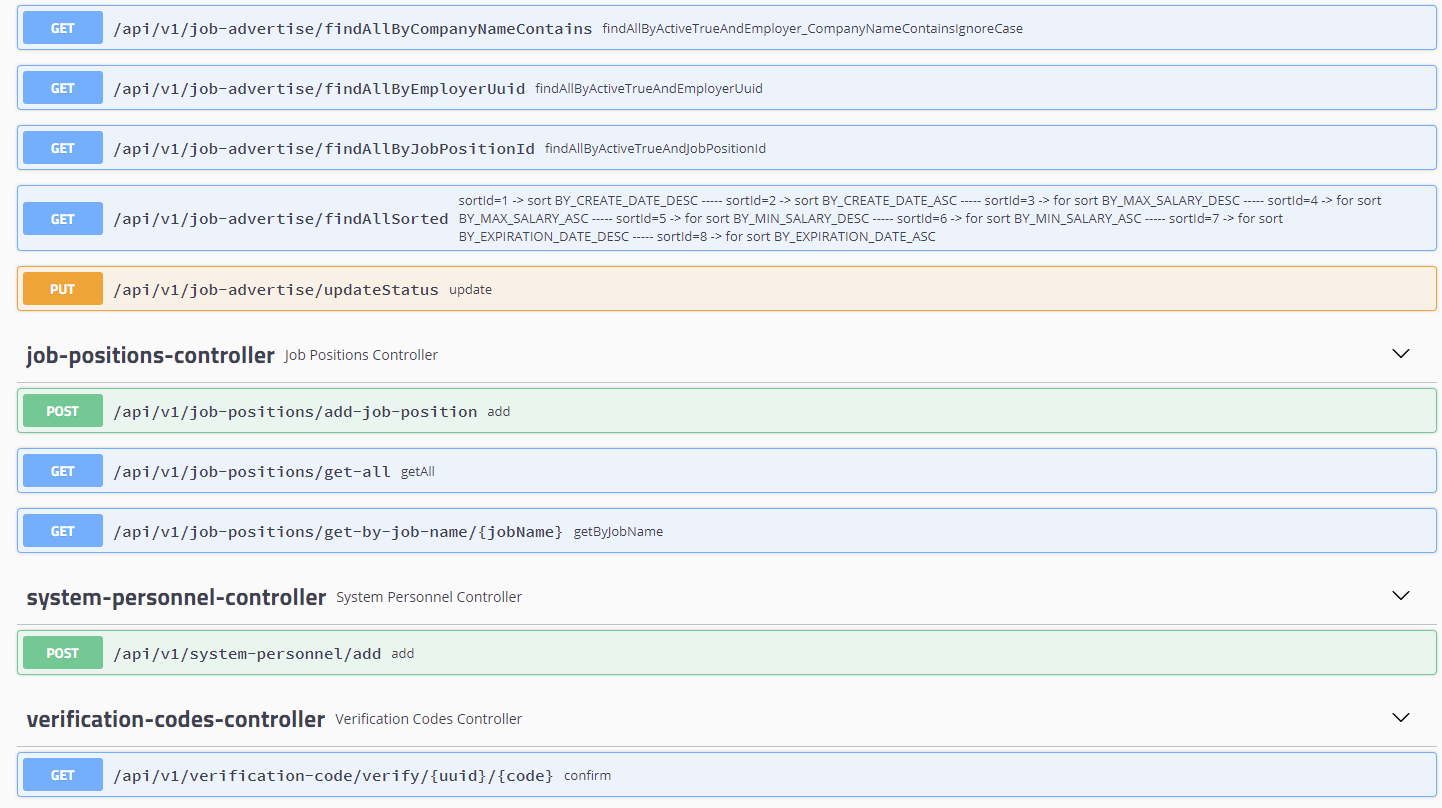 GET /api/v1/job-advertise/findAllByCompanyNameContains findAllByActiveTrueAndEmployer_CompanyNameContainsIgnoreCase
GET /api/v1/job-advertise/findAllByEmployerUuid findAllByActiveTrueAndEmployerUuid
GET /api/v1/job-advertise/findAllByJobPositionId findAllByActiveTrueAndJobPositionId
GET /api/v1/job-advertise/findAllSorted sortId=1 -> sort BY_CREATE_DATE_DESC ----- sortId=2 -> sort BY_CREATE_DATE_ASC ----- sortId=3 -> for sort BY_MAX_SALARY_DESC ----- sortId=4 -> for sort
BY_MAX_SALARY_ASC ----- sortId=5 -> for sort BY_MIN_SALARY_DESC ----- sortId=6 -> for sort BY_MIN_SALARY_ASC ----- sortId=7 -> for sort
BY_EXPIRATION_DATE_DESC ----- sortId=8 -> for sort BY_EXPIRATION_DATE_ASC
PUT /api/v1/job-advertise/updateStatus update
job-positions-controller Job Positions Controller
POST /api/v1/job-positions/add-job-position add
GET /api/v1/job-positions/get-all getAll
GET /api/v1/job-positions/get-by-job-name/{jobName} getByJobName
system-personnel-controller System Personnel Controller
POST /api/v1/system-personnel/add add
verification-codes-controller Verification Codes Controller
GET /api/v1/verification-code/verify/{uuid}/{code} confirm